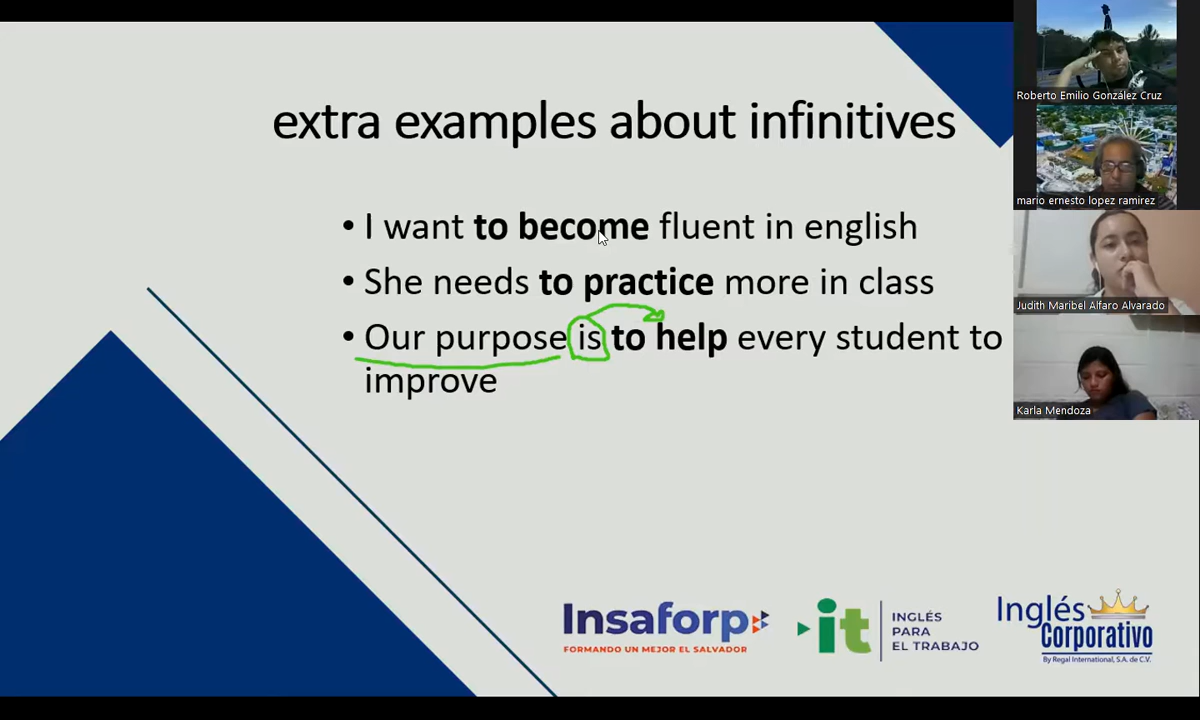 extra examples about infinitives
• I want to become fluent in english
• She needs to practice more in class
• Our purpose is to help every student to
improve
Roberto Emilio González Cruz
mario ernesto lopez ramirez
Judith Maribel Alfaro Alvarado
Karla Mendoza
Insaforp
FORMANDO UN MEJOR EL SALVADOR
it
INGLÉS
PARA
EL TRABAJO
Inglés
Corporativo
By Regal International, S.A. de C.V.